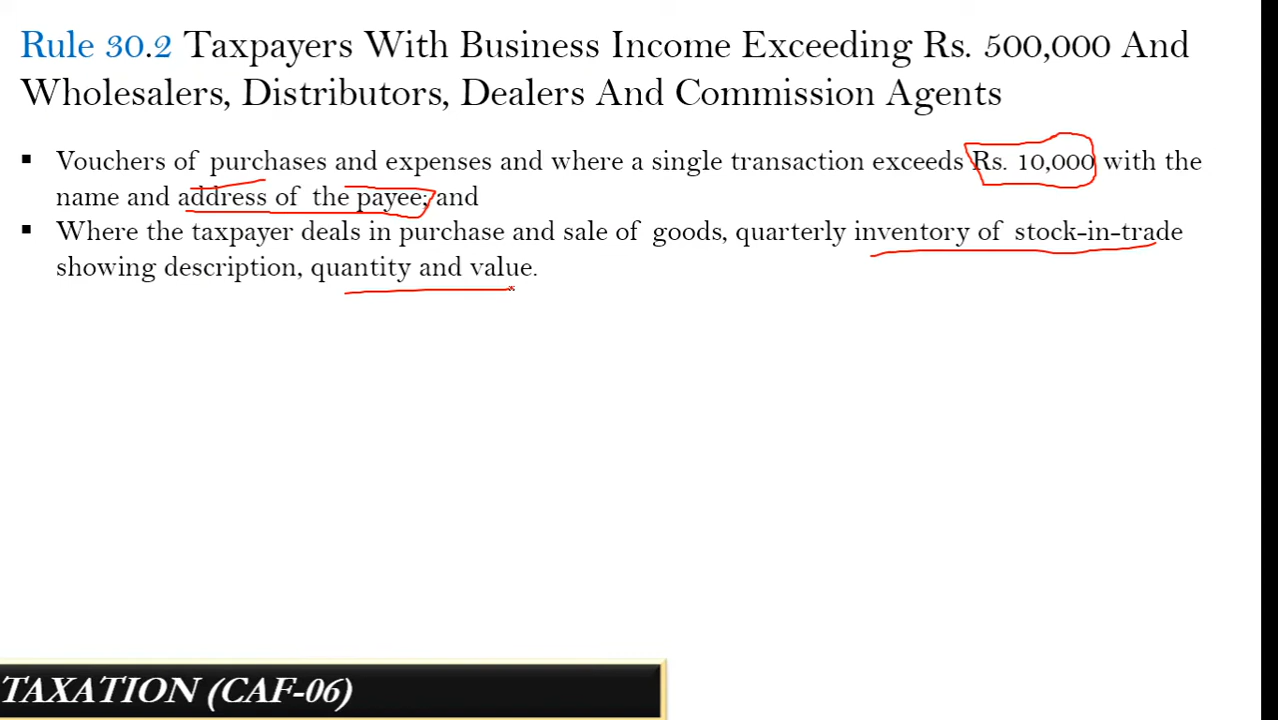 Rule 30.2 Taxpayers With Business Income Exceeding Rs. 500,000 And
Wholesalers, Distributors, Dealers And Commission Agents
▪ Vouchers of purchases and expenses and where a single transaction exceeds Rs. 10,000 with the
name and address of the payee; and
▪ Where the taxpayer deals in purchase and sale of goods, quarterly inventory of stock-in-trade
showing description, quantity and value.
TAXATION (CAF-06)